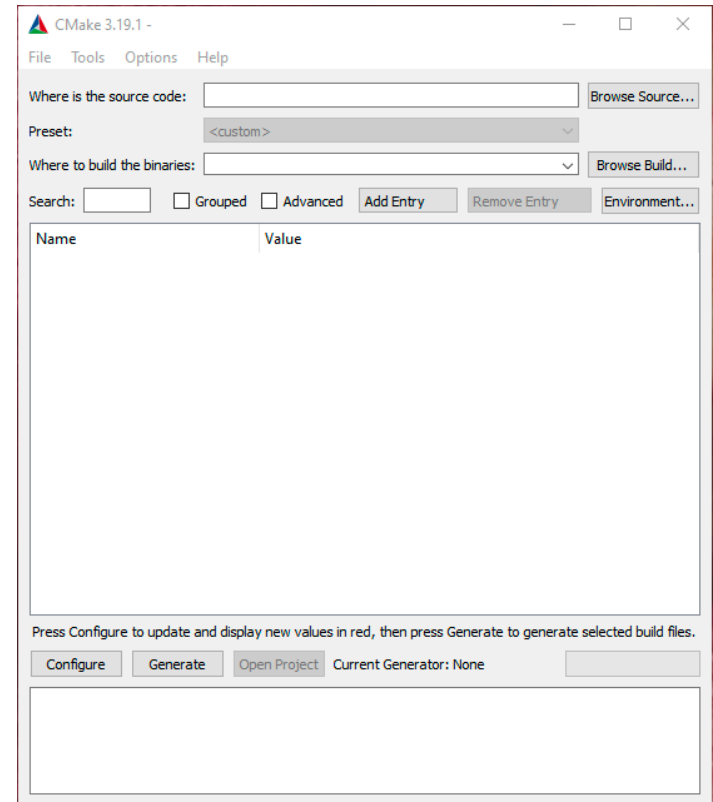 CMake 3.19.1 -
File Tools Options Help
Where is the source code: Browse Source...
Preset: <custom>
Where to build the binaries: Browse Build...
Search: Grouped Advanced Add Entry Remove Entry Environment...
Name Value
Press Configure to update and display new values in red, then press Generate to generate selected build files.
Configure Generate Open Project Current Generator: None